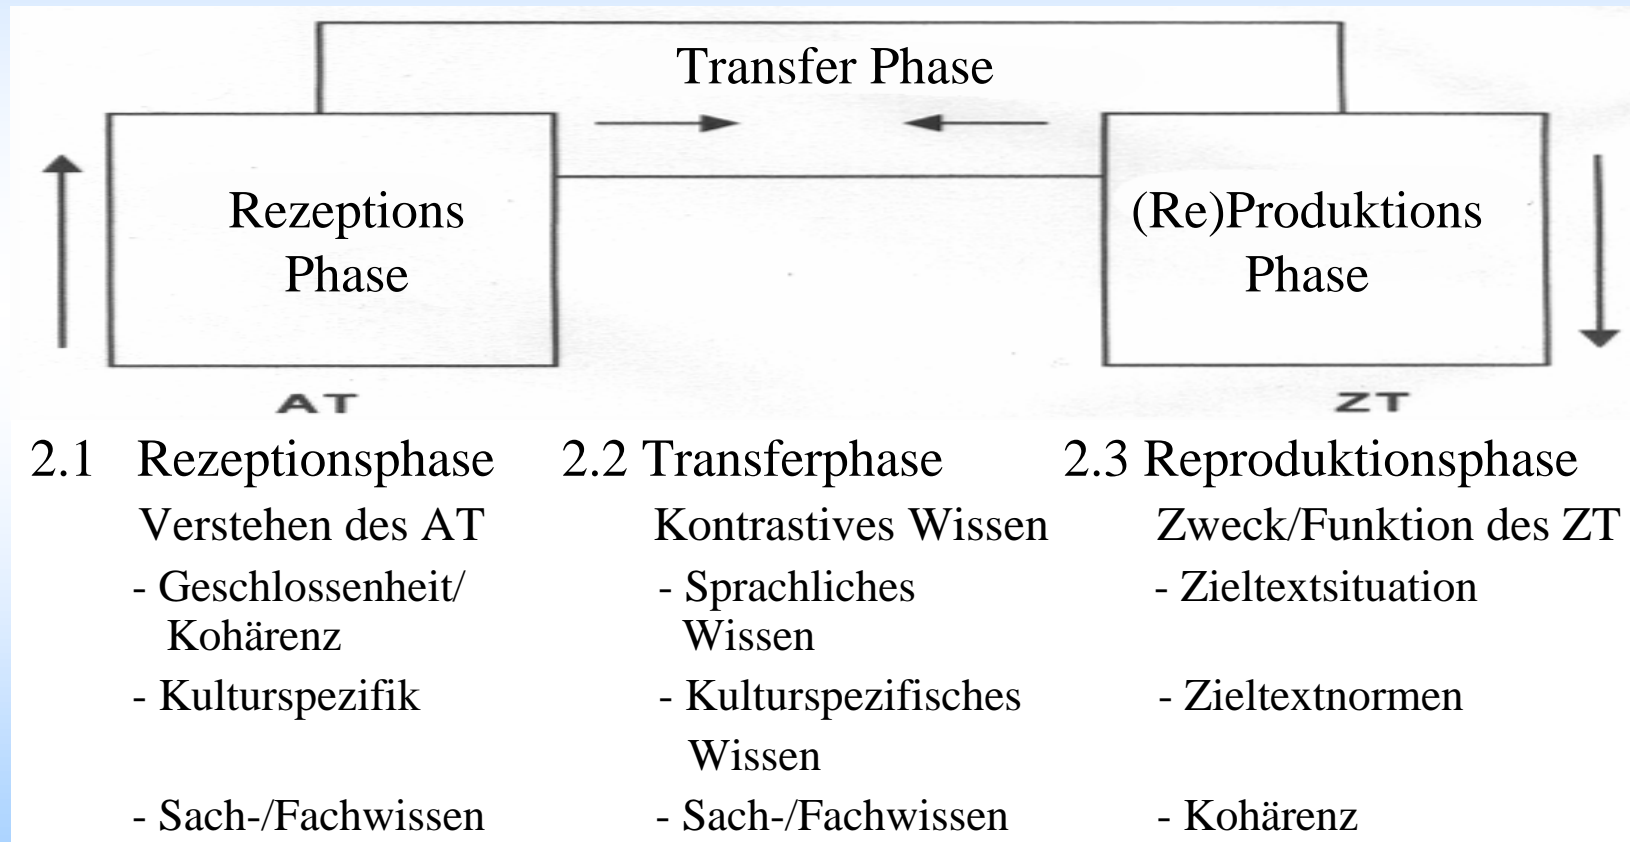 Transfer Phase
Rezeptions
Phase
(Re)Produktions
Phase
AT
ZT
2.1 Rezeptionsphase
Verstehen des AT
- Geschlossenheit/
Kohärenz
- Kulturspezifik
- Sach-/Fachwissen
2.2 Transferphase
Kontrastives Wissen
- Sprachliches
Wissen
- Kulturspezifisches
Wissen
- Sach-/Fachwissen
2.3 Reproduktionsphase
Zweck/Funktion des ZT
- Zieltextsituation
- Zieltextnormen
- Kohärenz